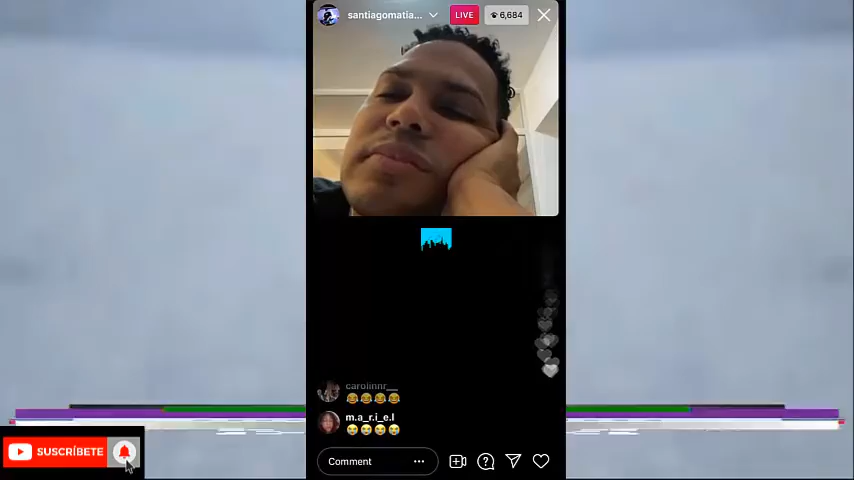 santiagomatia...
LIVE
6,684
carolinnr__
m.a_r.i_e.l
Comment
SUSCRÍBETE